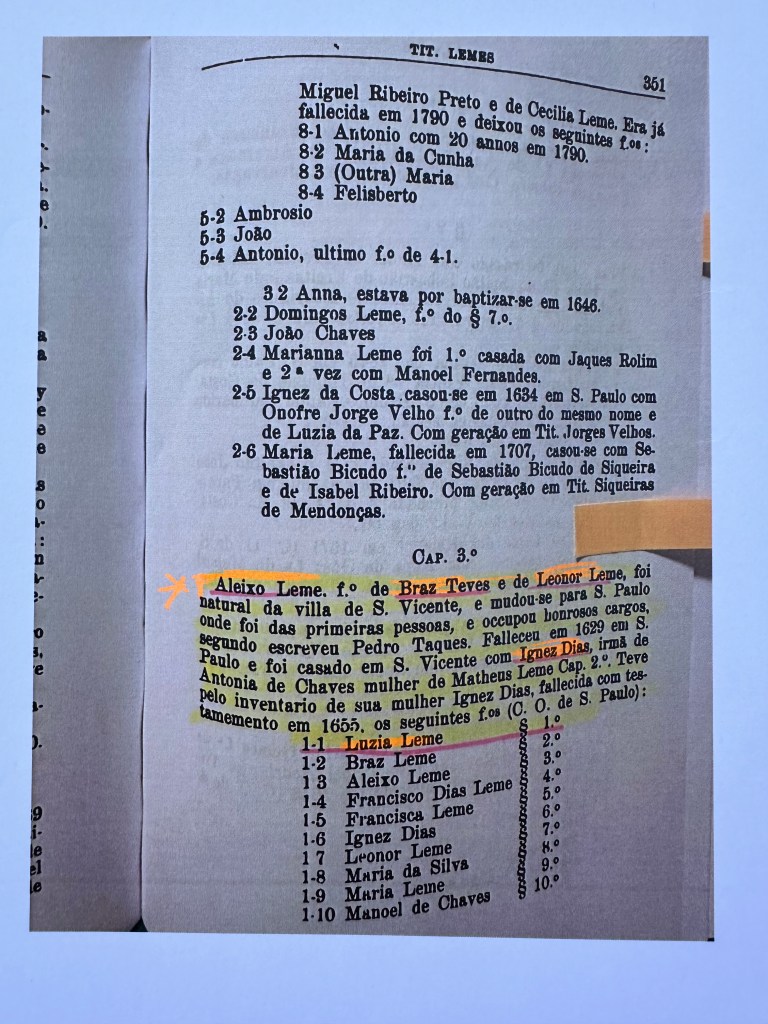 TIT. LEMES
351
Miguel Ribeiro Preto e de Cecilia Leme. Era já
fallecida em 1790 e deixou os seguintes f.os:
8-1 Antonio com 20 annos em 1790.
8-2 Maria da Cunha
8 3 (Outra) Maria
8-4 Felisberto
5-2 Ambrosio
5-3 João
5-4 Antonio, ultimo f.º de 4-1.
3 2 Anna, estava por baptizar-se em 1646.
2-2 Domingos Leme, f.º do § 7.º.
2-3 João Chaves
2-4 Marianna Leme foi 1.º casada com Jaques Rolim
e 2ª vez com Manoel Fernandes.
2-5 Ignez da Costa casou-se em 1634 em S. Paulo com
Onofre Jorge Velho f.º de outro do mesmo nome e
de Luzia da Paz. Com geração em Tit. Jorges Velhos.
2-6 Maria Leme, fallecida em 1707, casou-se com Se-
bastião Bicudo f.º de Sebastião Bicudo de Siqueira
e de Isabel Ribeiro. Com geração em Tit. Siqueiras
de Mendonças.
CAP. 3.º
Aleixo Leme. f.º de Braz Teves e de Leonor Leme, foi
natural da villa de S. Vicente, e mudou-se para S. Paulo
onde foi das primeiras pessoas, e occupou honrosos cargos,
segundo escreveu Pedro Taques. Falleceu em 1629 em S.
Paulo e foi casado em S. Vicente com Ignez Dias, irmã de
Antonia de Chaves mulher de Matheus Leme Cap. 2.º. Teve
pelo inventario de sua mulher Ignez Dias, fallecida com tes-
tamemento em 1655, os seguintes f.os (C. O. de S. Paulo):
1-1 Luzia Leme § 1.º
1-2 Braz Leme § 2.º
1 3 Aleixo Leme § 3.º
1-4 Francisco Dias Leme § 4.º
1-5 Francisca Leme § 5.º
1-6 Ignez Dias § 6.º
1 7 Leonor Leme § 7.º
1-8 Maria da Silva § 8.º
1-9 Maria Leme § 9.º
1-10 Manoel de Chaves § 10.º